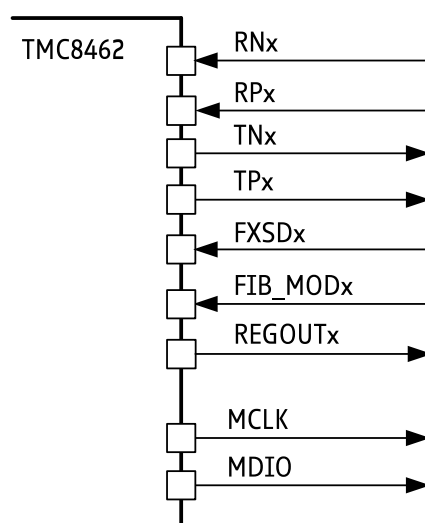 TMC8462
RNx
RPx
TNx
TPx
FXSDx
FIB_MODx
REGOUTx
MCLK
MDIO